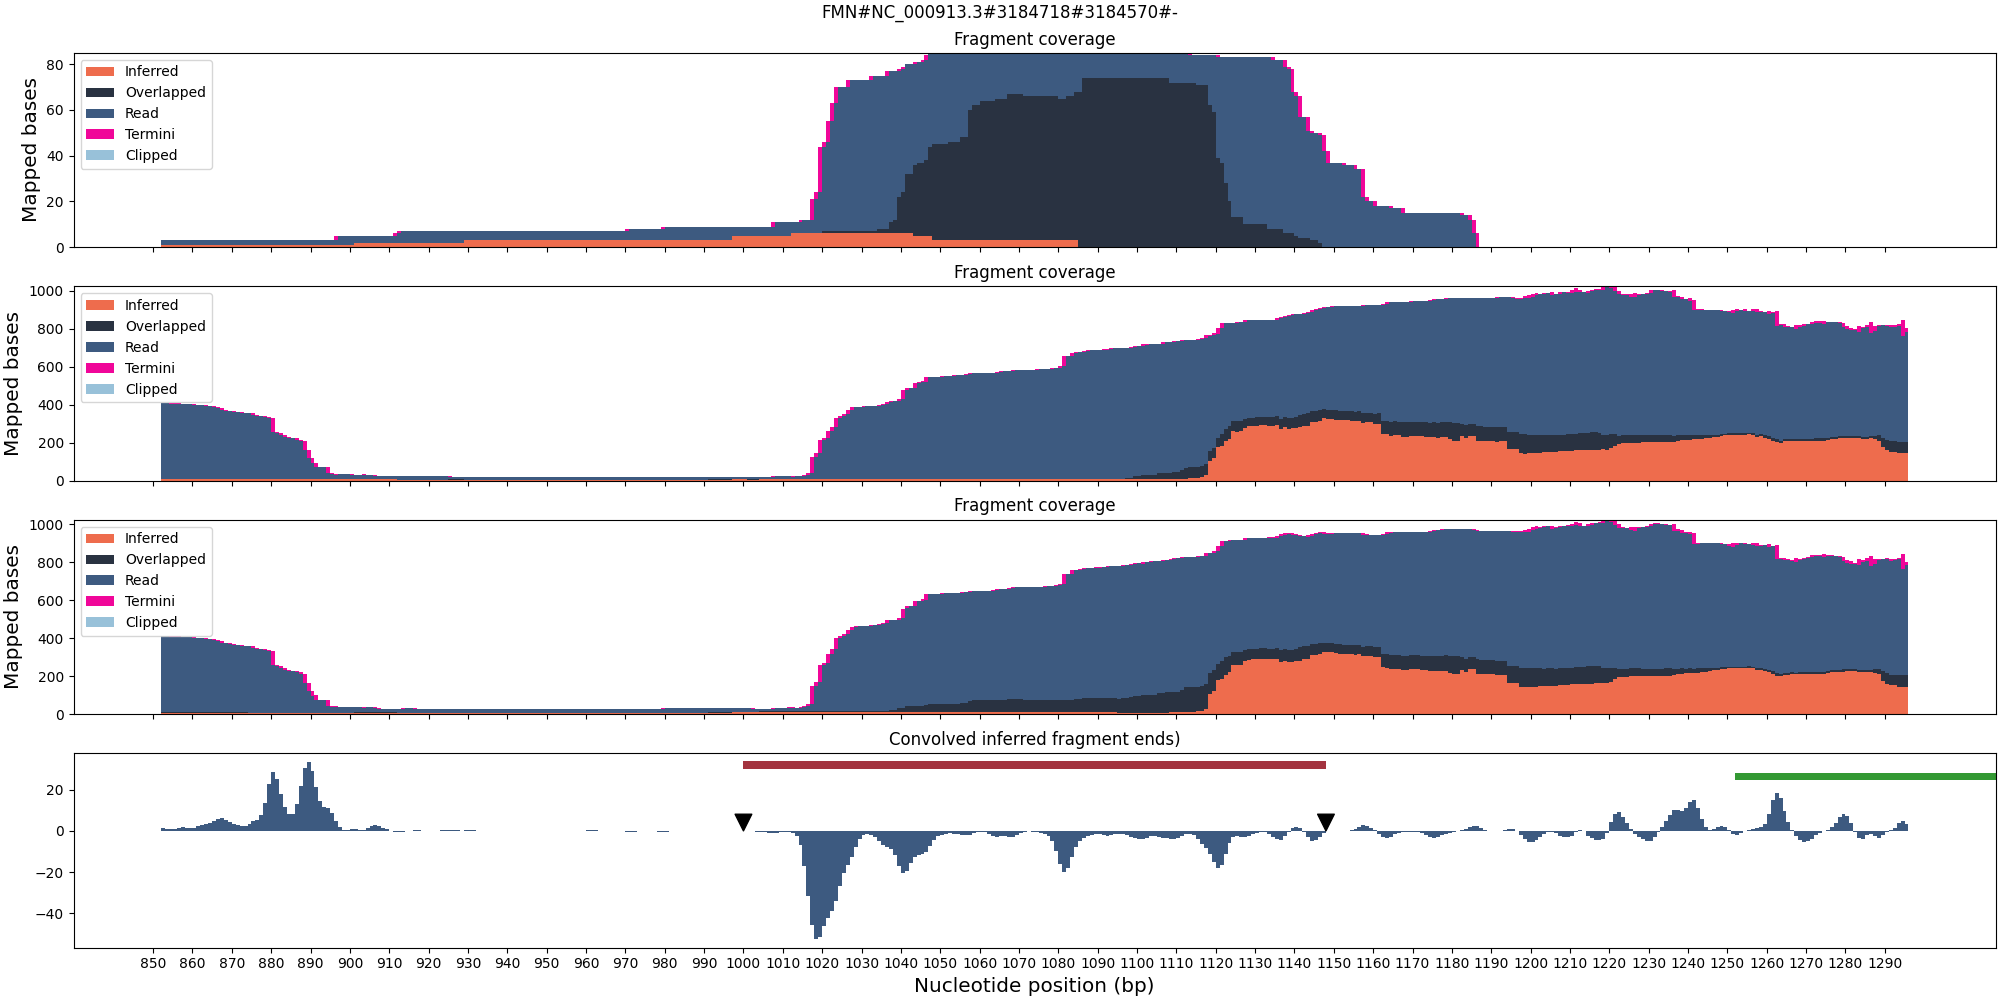 FMN#NC_000913.3#3184718#3184570#-
Fragment coverage
Mapped bases
80
60
40
20
0
Inferred
Overlapped
Read
Termini
Clipped
Fragment coverage
Mapped bases
1000
800
600
400
200
0
Inferred
Overlapped
Read
Termini
Clipped
Fragment coverage
Mapped bases
1000
800
600
400
200
0
Inferred
Overlapped
Read
Termini
Clipped
Convolved inferred fragment ends)
20
0
−20
−40
850 860 870 880 890 900 910 920 930 940 950 960 970 980 990 1000 1010 1020 1030 1040 1050 1060 1070 1080 1090 1100 1110 1120 1130 1140 1150 1160 1170 1180 1190 1200 1210 1220 1230 1240 1250 1260 1270 1280 1290
Nucleotide position (bp)